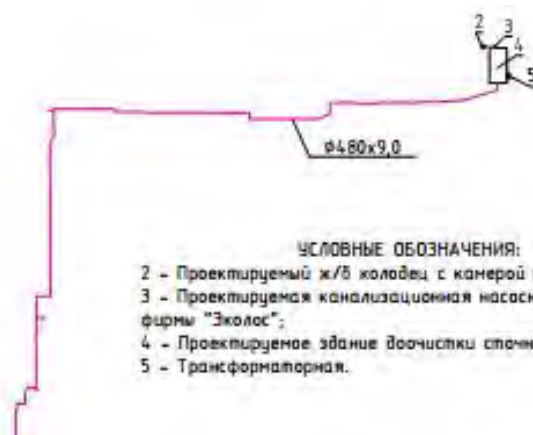 2 3
4
5
Ф480х9,0
УСЛОВНЫЕ ОБОЗНАЧЕНИЯ:
2 - Проектируемый ж/б колодец с камерой
3 - Проектируемая канализационная насосн
фирмы "Эколос";
4 - Проектируемое здание доочистки сточн
5 - Трансформаторная.